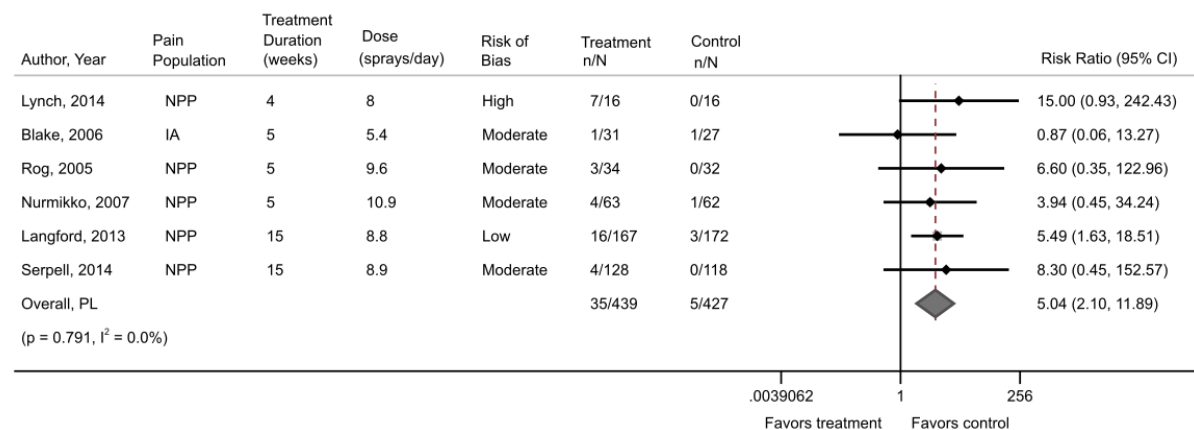 Author, Year Pain Population Treatment Duration (weeks) Dose (sprays/day) Risk of Bias Treatment n/N Control n/N Risk Ratio (95% CI)
Lynch, 2014 NPP 4 8 High 7/16 0/16 15.00 (0.93, 242.43)
Blake, 2006 IA 5 5.4 Moderate 1/31 1/27 0.87 (0.06, 13.27)
Rog, 2005 NPP 5 9.6 Moderate 3/34 0/32 6.60 (0.35, 122.96)
Nurmikko, 2007 NPP 5 10.9 Moderate 4/63 1/62 3.94 (0.45, 34.24)
Langford, 2013 NPP 15 8.8 Low 16/167 3/172 5.49 (1.63, 18.51)
Serpell, 2014 NPP 15 8.9 Moderate 4/128 0/118 8.30 (0.45, 152.57)
Overall, PL 35/439 5/427 5.04 (2.10, 11.89)
(p = 0.791, I² = 0.0%)
.0039062 1 256
Favors treatment Favors control